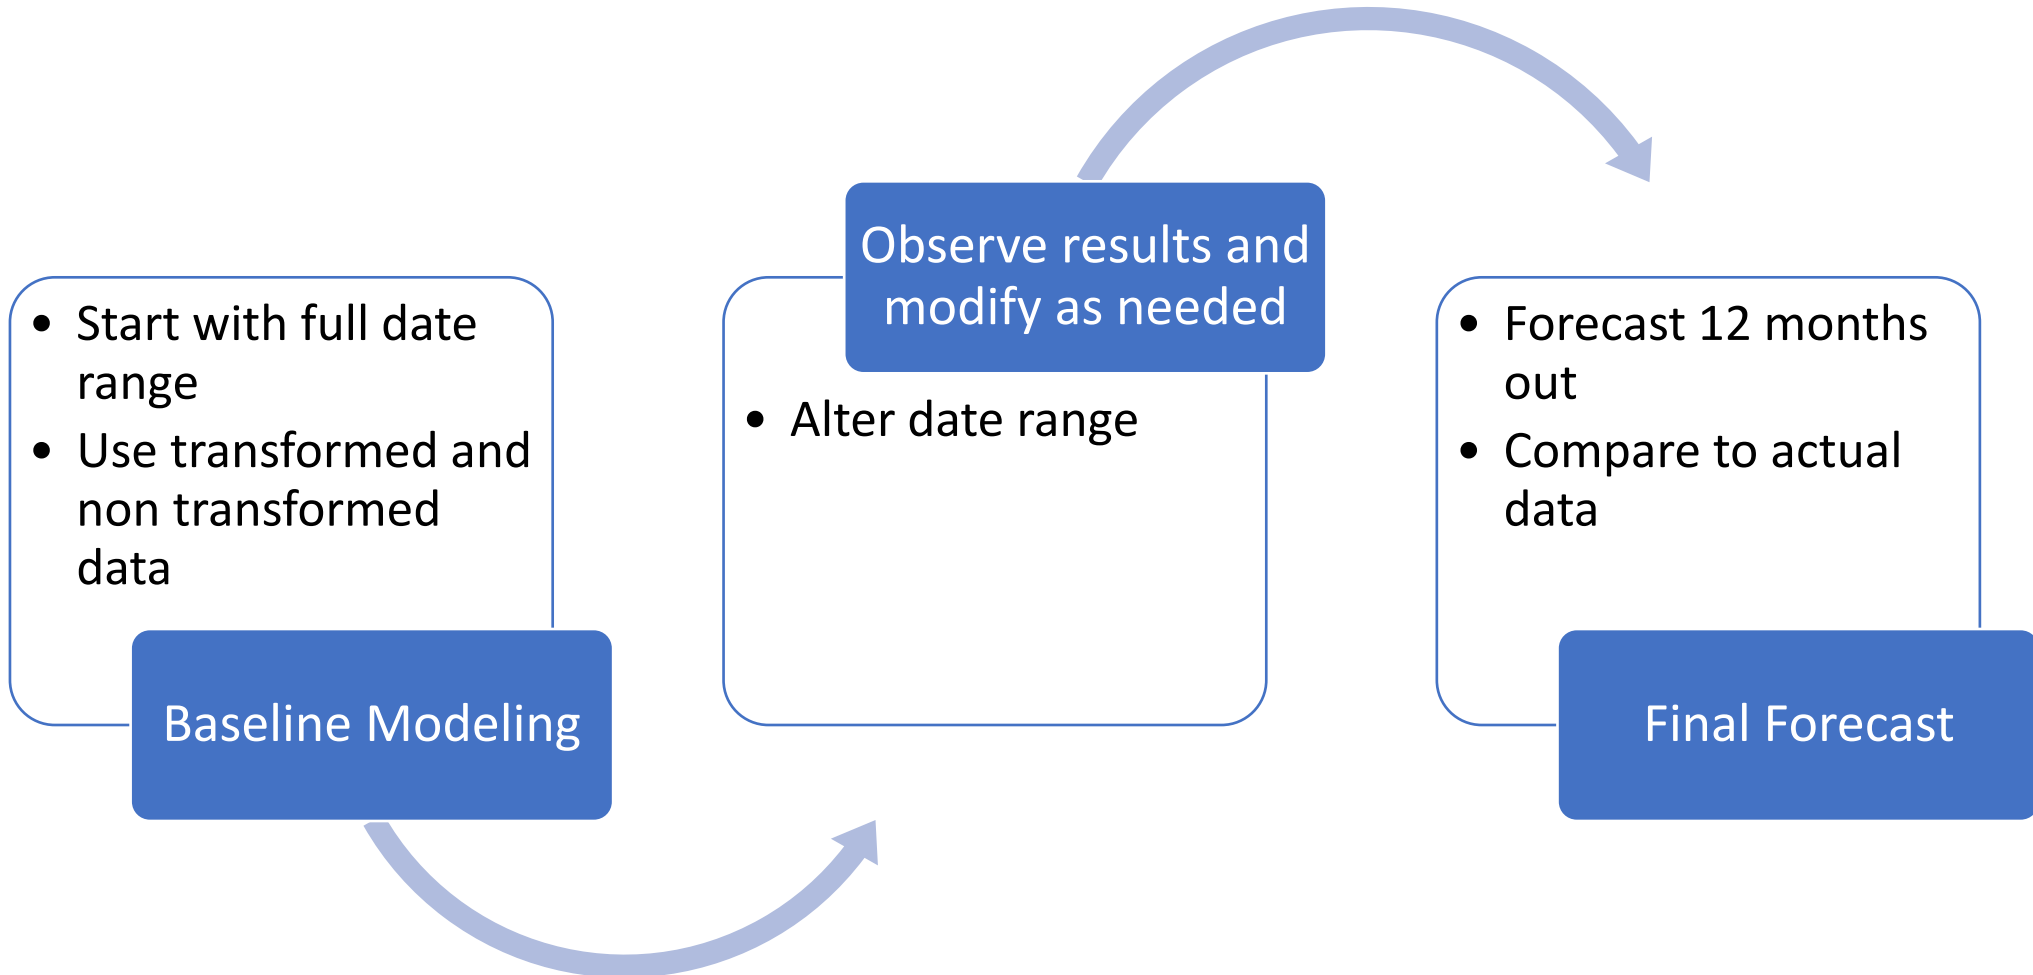 • Start with full date
range
• Use transformed and
non transformed
data
Baseline Modeling
Observe results and
modify as needed
• Alter date range
• Forecast 12 months
out
• Compare to actual
data
Final Forecast